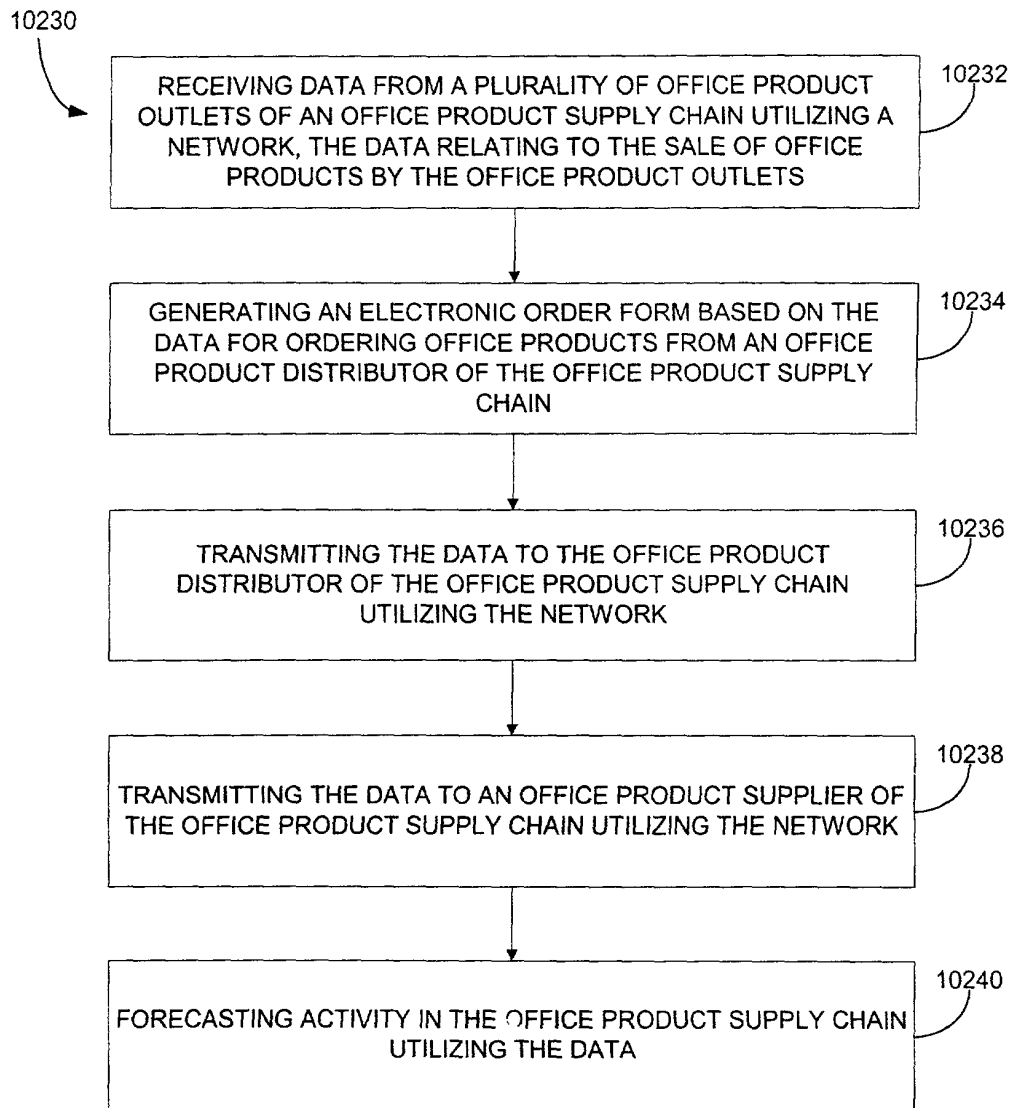 10230
RECEIVING DATA FROM A PLURALITY OF OFFICE PRODUCT
OUTLETS OF AN OFFICE PRODUCT SUPPLY CHAIN UTILIZING A
NETWORK, THE DATA RELATING TO THE SALE OF OFFICE
PRODUCTS BY THE OFFICE PRODUCT OUTLETS
10232
GENERATING AN ELECTRONIC ORDER FORM BASED ON THE
DATA FOR ORDERING OFFICE PRODUCTS FROM AN OFFICE
PRODUCT DISTRIBUTOR OF THE OFFICE PRODUCT SUPPLY
CHAIN
10234
TRANSMITTING THE DATA TO THE OFFICE PRODUCT
DISTRIBUTOR OF THE OFFICE PRODUCT SUPPLY CHAIN
UTILIZING THE NETWORK
10236
TRANSMITTING THE DATA TO AN OFFICE PRODUCT SUPPLIER OF
THE OFFICE PRODUCT SUPPLY CHAIN UTILIZING THE NETWORK
10238
FORECASTING ACTIVITY IN THE OFFICE PRODUCT SUPPLY CHAIN
UTILIZING THE DATA
10240